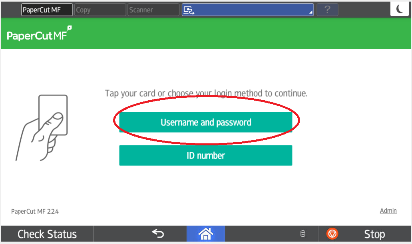 PaperCut MF
Copy
Scanner
?
PaperCut MF
Tap your card or choose your login method to continue.
Username and password
ID number
PaperCut MF 22.4
Admin
Check Status
Stop